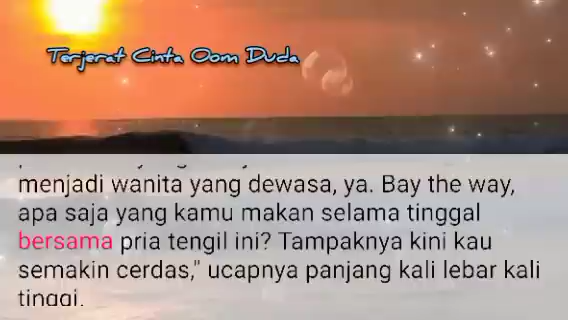 Terjerat Cinta Oom Duda
menjadi wanita yang dewasa, ya. Bay the way,
apa saja yang kamu makan selama tinggal
bersama pria tengil ini? Tampaknya kini kau
semakin cerdas," ucapnya panjang kali lebar kali
tinggi.